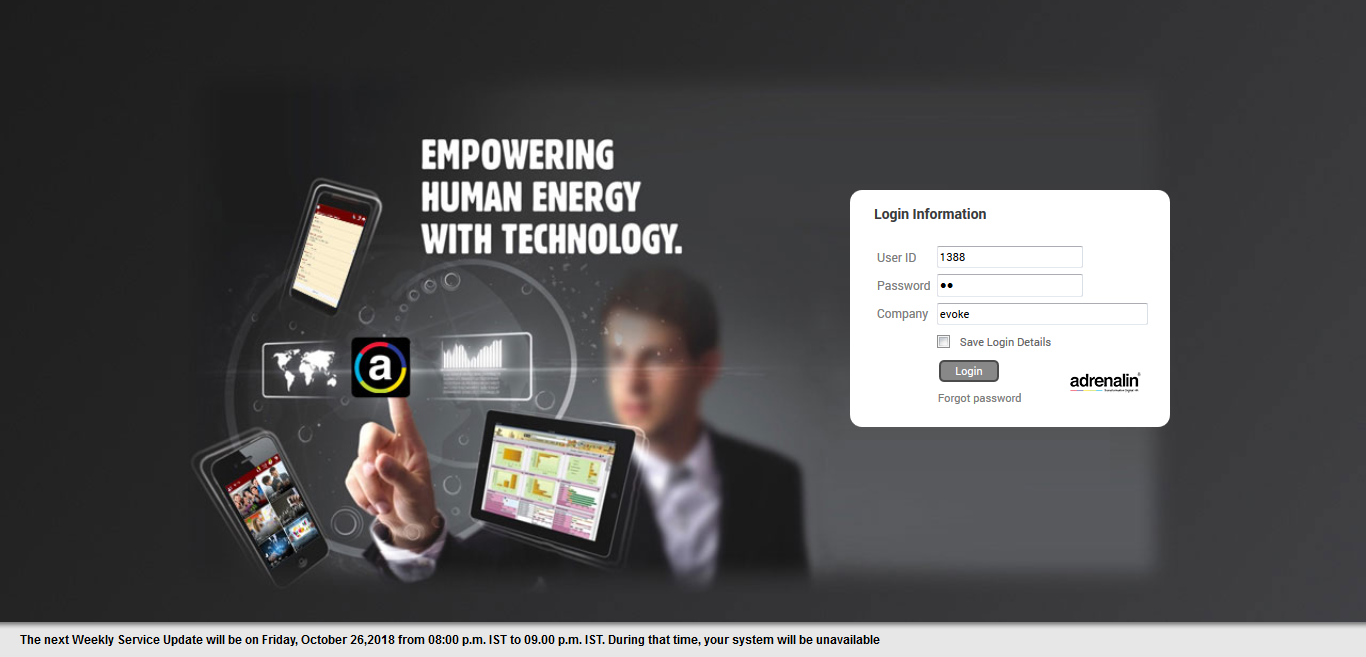 EMPOWERING
HUMAN ENERGY
WITH TECHNOLOGY.
a
Login Information
User ID 1388
Password ●●
Company evoke
Save Login Details
Login
adrenalin
Forgot password
The next Weekly Service Update will be on Friday, October 26,2018 from 08:00 p.m. IST to 09.00 p.m. IST. During that time, your system will be unavailable